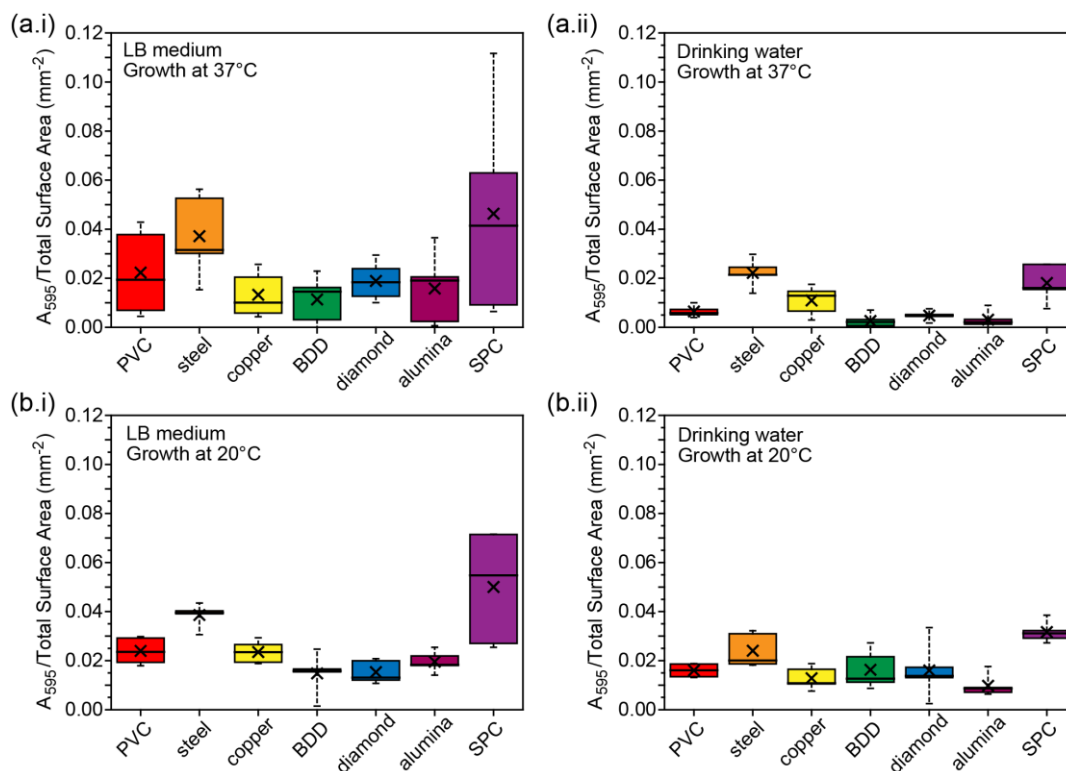 (a.i)
LB medium
Growth at 37°C
A595/Total Surface Area (mm-2)
0.12
0.10
0.08
0.06
0.04
0.02
0.00
PVC steel copper BDD diamond alumina SPC
(a.ii)
Drinking water
Growth at 37°C
A595/Total Surface Area (mm-2)
0.12
0.10
0.08
0.06
0.04
0.02
0.00
PVC steel copper BDD diamond alumina SPC
(b.i)
LB medium
Growth at 20°C
A595/Total Surface Area (mm-2)
0.12
0.10
0.08
0.06
0.04
0.02
0.00
PVC steel copper BDD diamond alumina SPC
(b.ii)
Drinking water
Growth at 20°C
A595/Total Surface Area (mm-2)
0.12
0.10
0.08
0.06
0.04
0.02
0.00
PVC steel copper BDD diamond alumina SPC